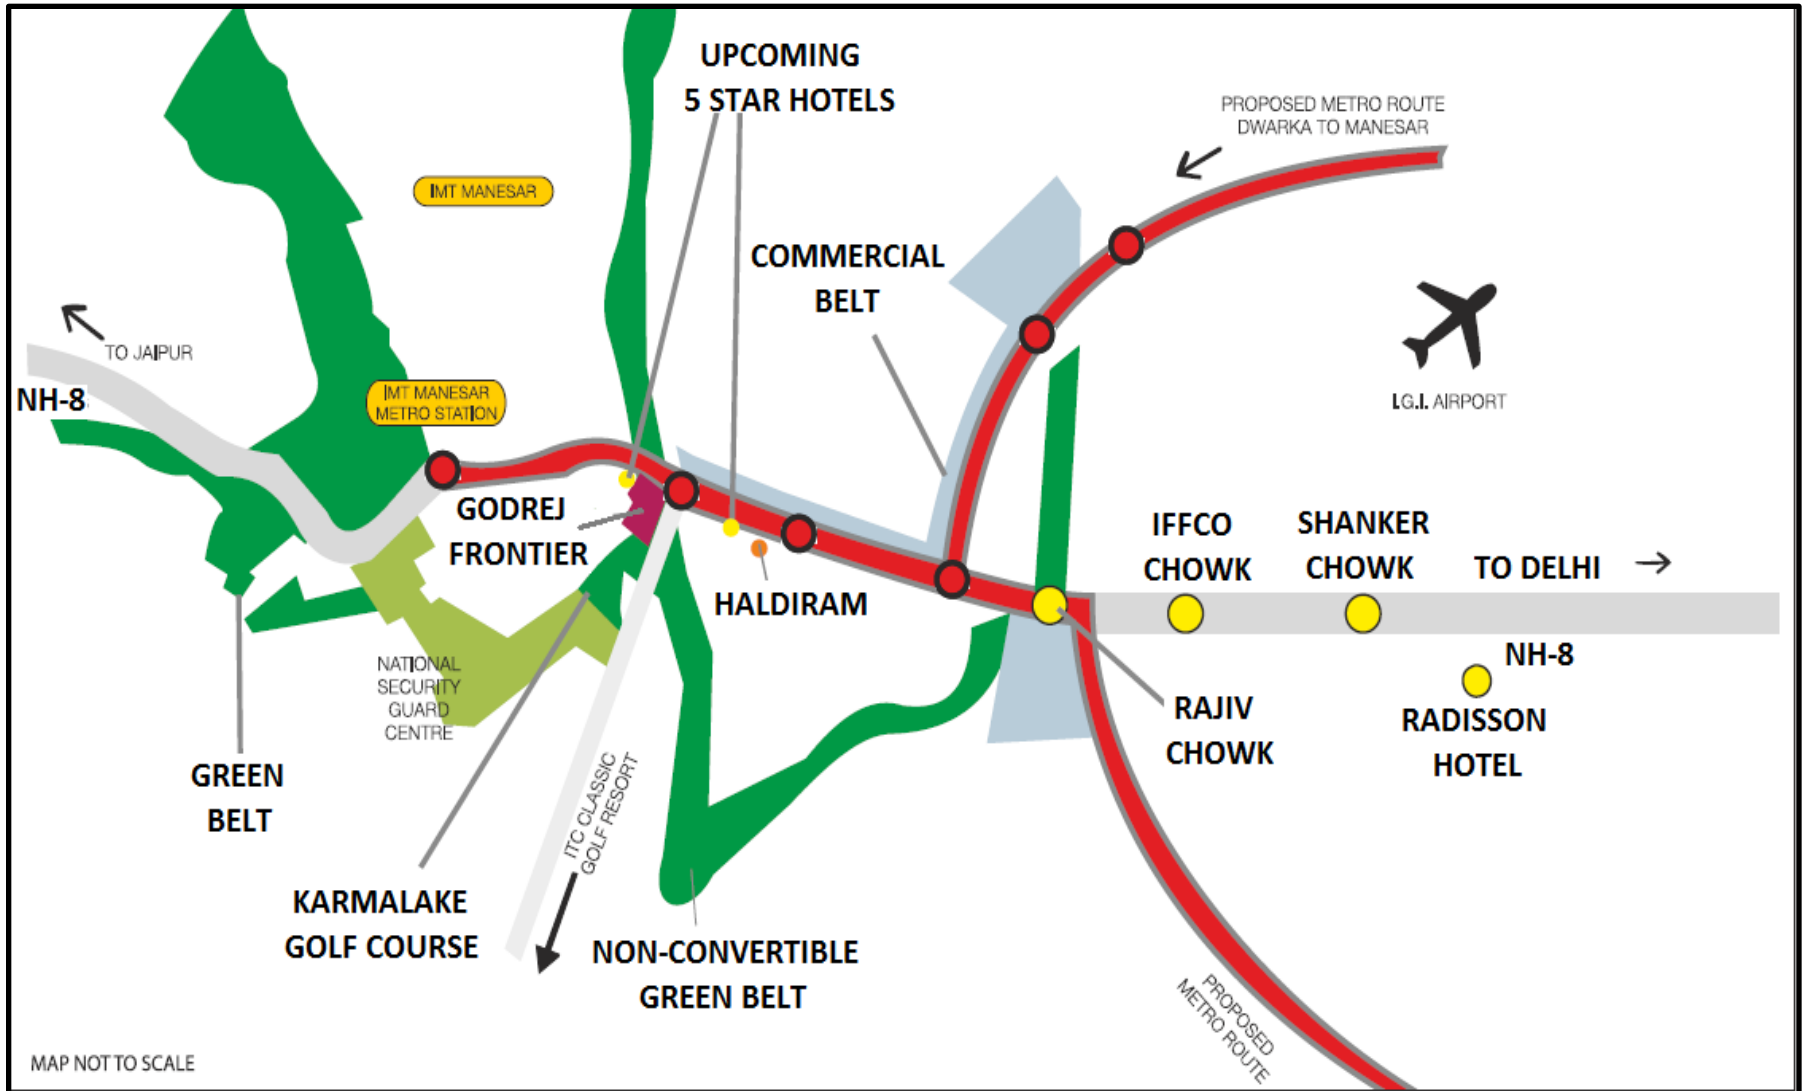 UPCOMING
5 STAR HOTELS
PROPOSED METRO ROUTE
DWARKA TO MANESAR
IMT MANESAR
COMMERCIAL
BELT
TO JAIPUR
NH-8
IMT MANESAR
METRO STATION
I.G.I. AIRPORT
GODREJ
FRONTIER
HALDIRAM
IFFCO
CHOWK
SHANKER
CHOWK
TO DELHI
NH-8
RADISSON
HOTEL
RAJIV
CHOWK
NATIONAL
SECURITY
GUARD
CENTRE
GREEN
BELT
ITC CLASSIC
GOLF RESORT
KARMALAKE
GOLF COURSE
NON-CONVERTIBLE
GREEN BELT
PROPOSED
METRO ROUTE
MAP NOT TO SCALE